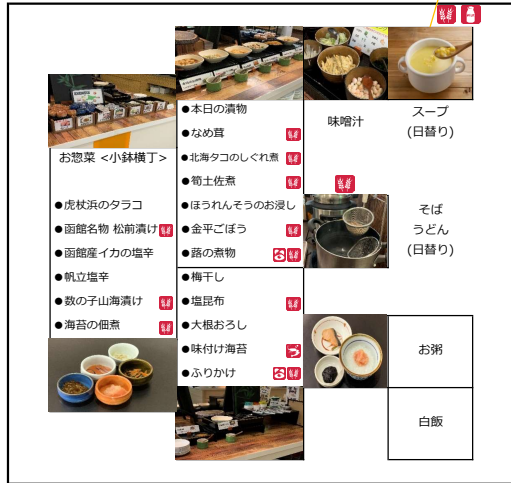 お惣菜 <小鉢横丁>
●虎杖浜のタラコ
●函館名物 松前漬け
●函館産イカの塩辛
●帆立塩辛
●数の子山海漬け
●海苔の佃煮
●本日の漬物
●なめ茸
●北海タコのしぐれ煮
●筍土佐煮
●ほうれんそうのお浸し
●金平ごぼう
●蕗の煮物
●梅干し
●塩昆布
●大根おろし
●味付け海苔
●ふりかけ
味噌汁
スープ
(日替り)
そば
うどん
(日替り)
お粥
白飯